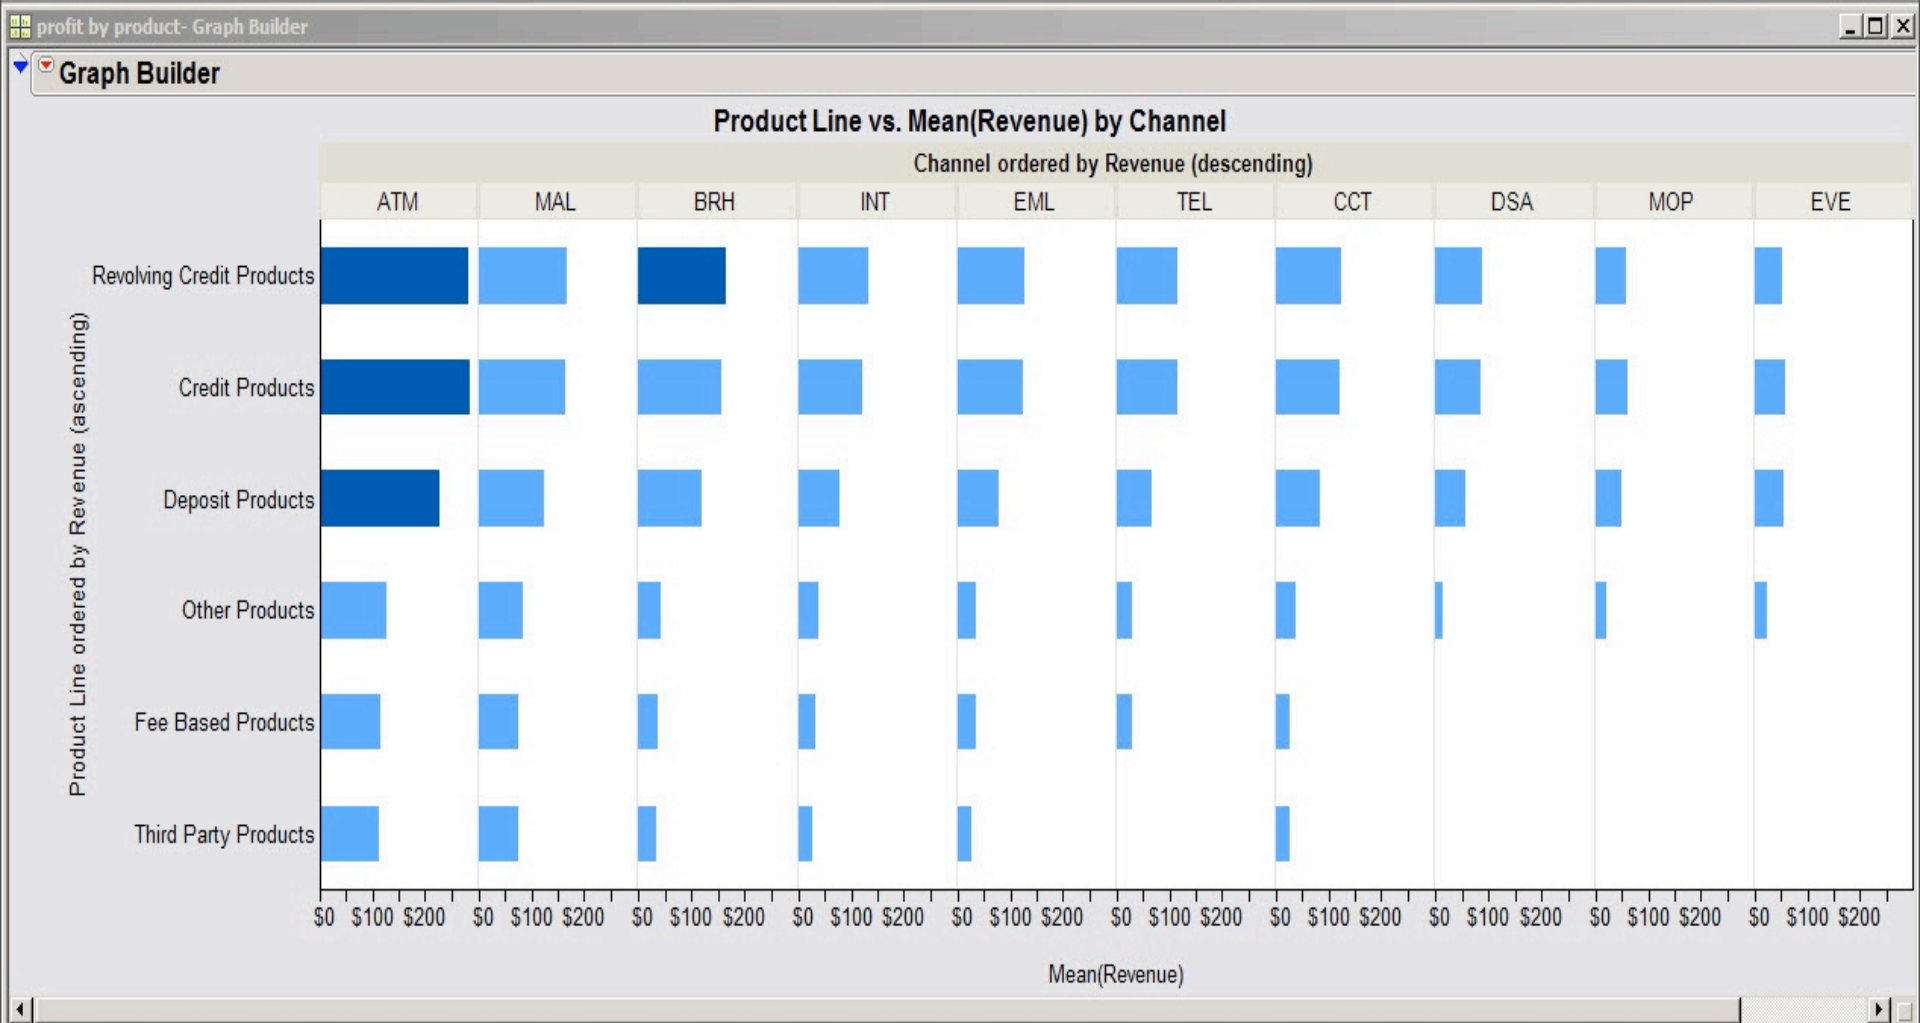 profit by product- Graph Builder
Graph Builder
Product Line vs. Mean(Revenue) by Channel
Channel ordered by Revenue (descending)
ATM MAL BRH INT EML TEL CCT DSA MOP EVE
Product Line ordered by Revenue (ascending)
Revolving Credit Products
Credit Products
Deposit Products
Other Products
Fee Based Products
Third Party Products
$0 $100 $200 $0 $100 $200 $0 $100 $200 $0 $100 $200 $0 $100 $200 $0 $100 $200 $0 $100 $200 $0 $100 $200 $0 $100 $200 $0 $100 $200
Mean(Revenue)